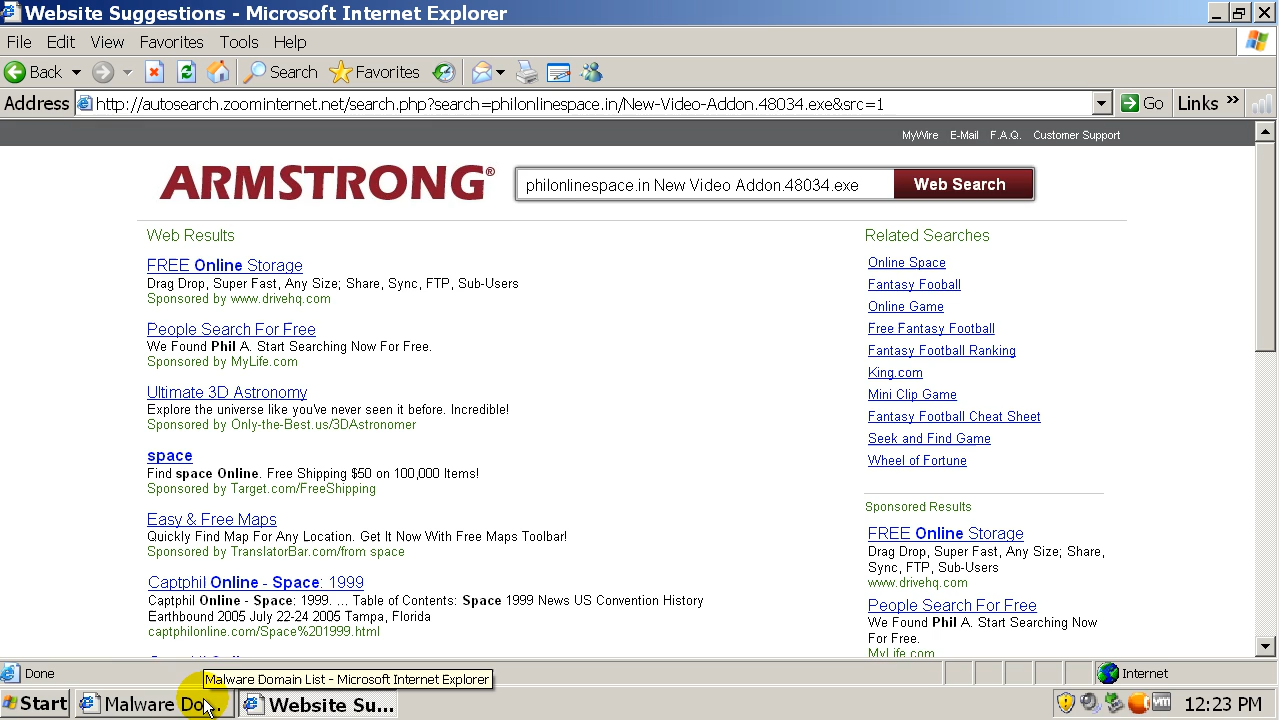 Website Suggestions - Microsoft Internet Explorer
File Edit View Favorites Tools Help
Back Search Favorites
Address http://autosearch.zoominternet.net/search.php?search=philonlinespace.in/New-Video-Addon.48034.exe&src=1 Go Links »
MyWire E-Mail F.A.Q. Customer Support
ARMSTRONG® philonlinespace.in New Video Addon.48034.exe Web Search
Web Results
FREE Online Storage
Drag Drop, Super Fast, Any Size; Share, Sync, FTP, Sub-Users
Sponsored by www.drivehq.com
People Search For Free
We Found Phil A. Start Searching Now For Free.
Sponsored by MyLife.com
Ultimate 3D Astronomy
Explore the universe like you've never seen it before. Incredible!
Sponsored by Only-the-Best.us/3DAstronomer
space
Find space Online. Free Shipping $50 on 100,000 Items!
Sponsored by Target.com/FreeShipping
Easy & Free Maps
Quickly Find Map For Any Location. Get It Now With Free Maps Toolbar!
Sponsored by TranslatorBar.com/from space
Captphil Online - Space: 1999
Captphil Online - Space: 1999. ... Table of Contents: Space 1999 News US Convention History
Earthbound 2005 July 22-24 2005 Tampa, Florida
captphilonline.com/Space%201999.html
Related Searches
Online Space
Fantasy Fooball
Online Game
Free Fantasy Football
Fantasy Football Ranking
King.com
Mini Clip Game
Fantasy Football Cheat Sheet
Seek and Find Game
Wheel of Fortune
Sponsored Results
FREE Online Storage
Drag Drop, Super Fast, Any Size; Share,
Sync, FTP, Sub-Users
www.drivehq.com
People Search For Free
We Found Phil A. Start Searching Now
For Free.
MyLife.com
Done Internet
Malware Domain List - Microsoft Internet Explorer
Start Malware Do... Website Su... 12:23 PM